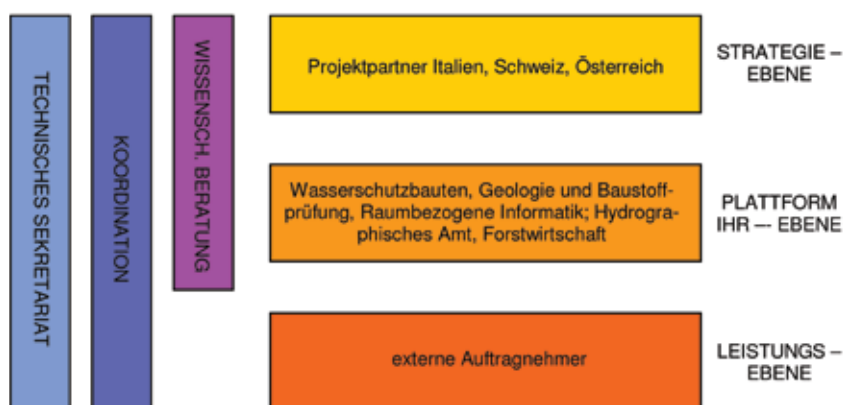 TECHNISCHES SEKRETARIAT
KOORDINATION
WISSENSCH. BERATUNG
Projektpartner Italien, Schweiz, Österreich
STRATEGIE –
EBENE
Wasserschutzbauten, Geologie und Baustoff-
prüfung, Raumbezogene Informatik; Hydrogra-
phisches Amt, Forstwirtschaft
PLATTFORM
IHR –- EBENE
externe Auftragnehmer
LEISTUNGS –
EBENE